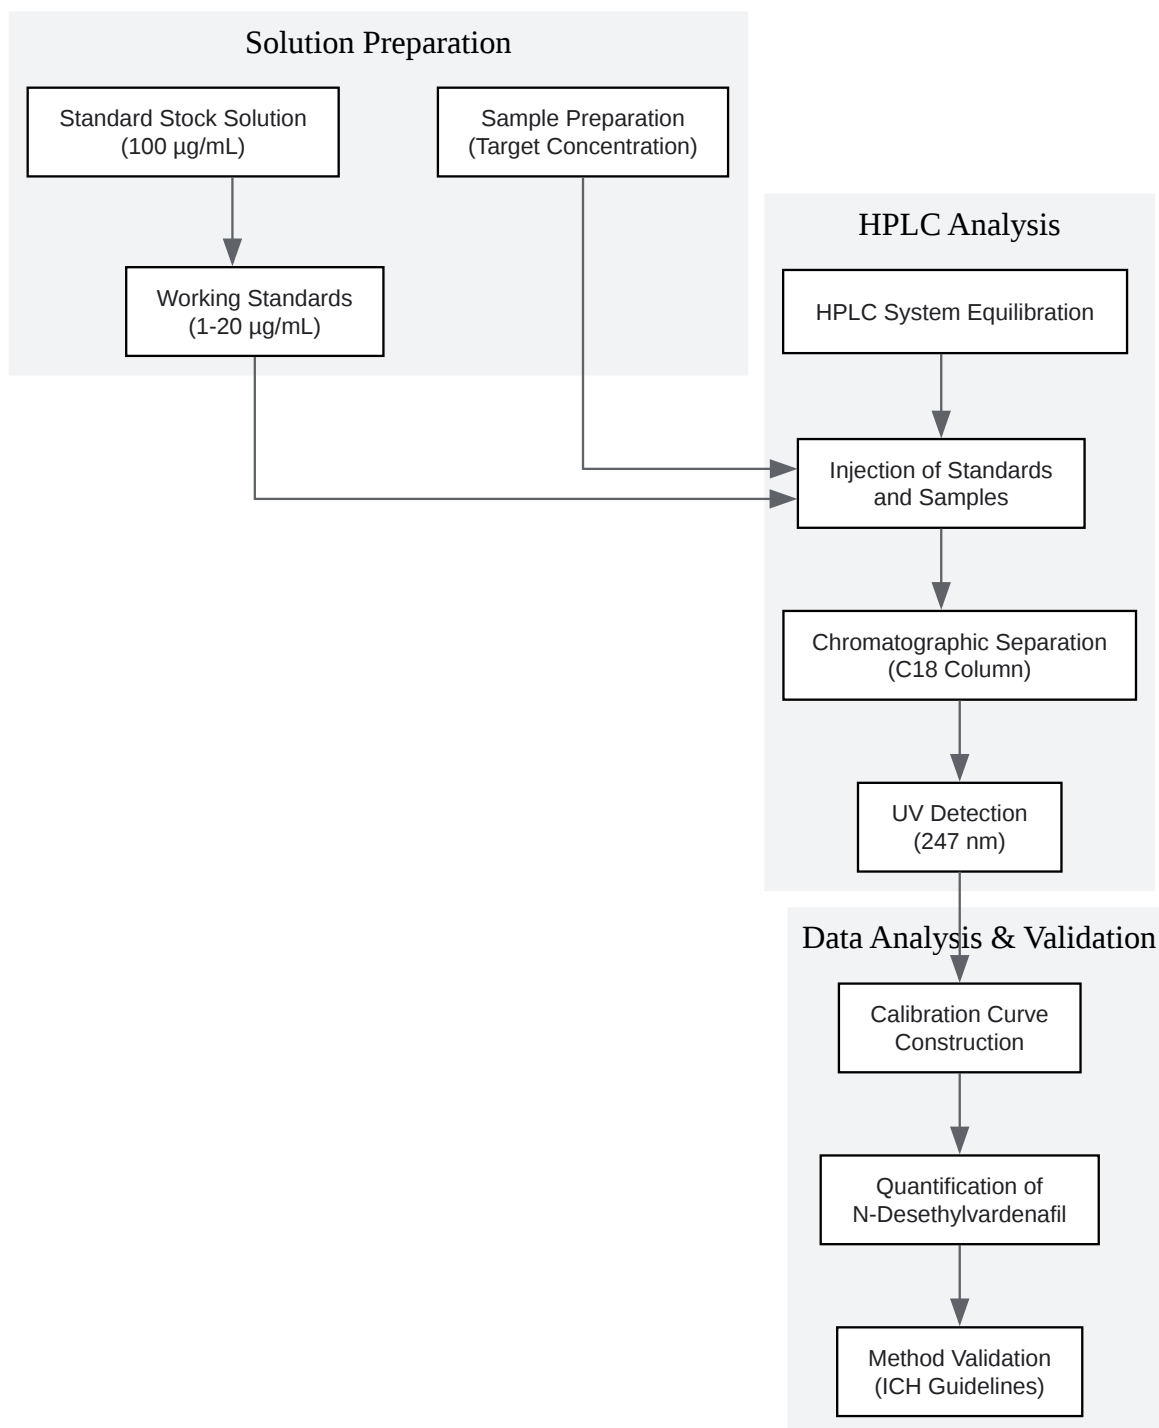 Solution Preparation
Standard Stock Solution
(100 µg/mL)
Sample Preparation
(Target Concentration)
Working Standards
(1-20 µg/mL)
HPLC Analysis
HPLC System Equilibration
Injection of Standards
and Samples
Chromatographic Separation
(C18 Column)
UV Detection
(247 nm)
Data Analysis & Validation
Calibration Curve
Construction
Quantification of
N-Desethylvardenafil
Method Validation
(ICH Guidelines)